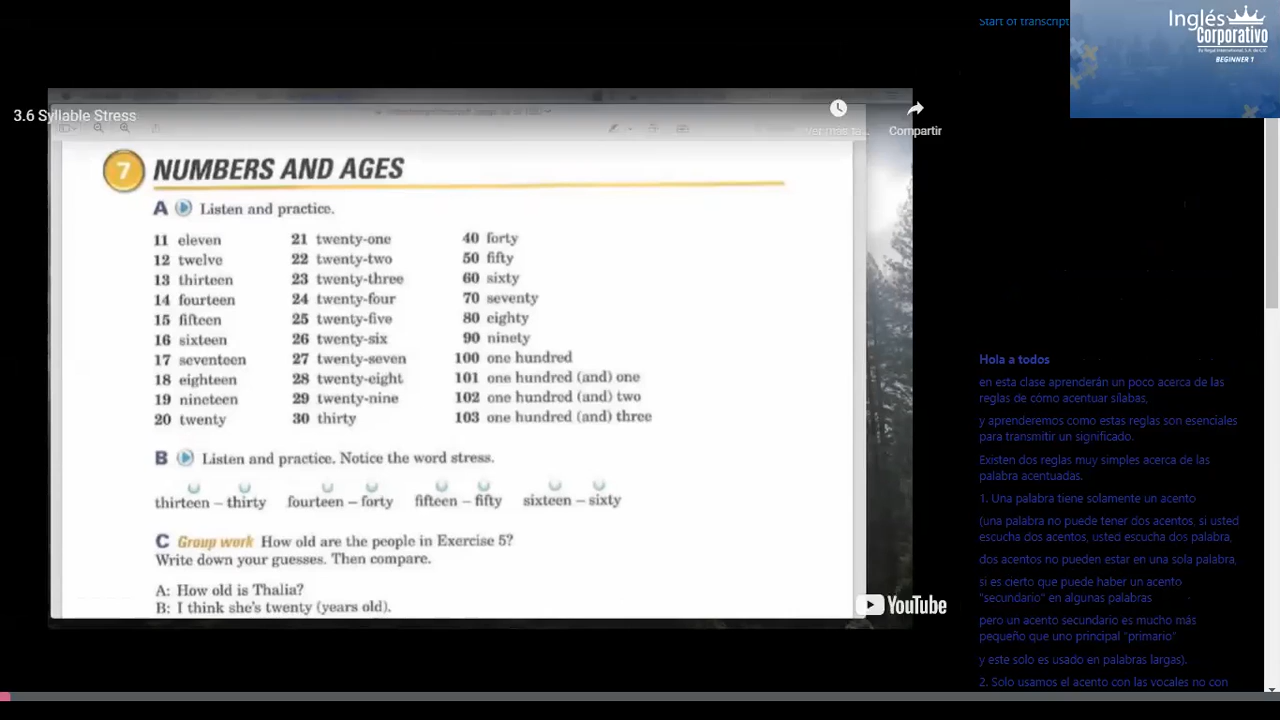 Start of transcript
Inglés
Corporativo
BEGINNER 1
3.6 Syllable Stress
Compartir
7 NUMBERS AND AGES
A Listen and practice.
11 eleven 21 twenty-one 40 forty
12 twelve 22 twenty-two 50 fifty
13 thirteen 23 twenty-three 60 sixty
14 fourteen 24 twenty-four 70 seventy
15 fifteen 25 twenty-five 80 eighty
16 sixteen 26 twenty-six 90 ninety
17 seventeen 27 twenty-seven 100 one hundred
18 eighteen 28 twenty-eight 101 one hundred (and) one
19 nineteen 29 twenty-nine 102 one hundred (and) two
20 twenty 30 thirty 103 one hundred (and) three
B Listen and practice. Notice the word stress.
thirteen – thirty fourteen – forty fifteen – fifty sixteen – sixty
C Group work How old are the people in Exercise 5?
Write down your guesses. Then compare.
A: How old is Thalia?
B: I think she's twenty (years old).
YouTube
Hola a todos
en esta clase aprenderán un poco acerca de las
reglas de cómo acentuar sílabas,
y aprenderemos como estas reglas son esenciales
para transmitir un significado.
Existen dos reglas muy simples acerca de las
palabra acentuadas.
1. Una palabra tiene solamente un acento
(una palabra no puede tener dos acentos, si usted
escucha dos acentos, usted escucha dos palabra,
dos acentos no pueden estar en una sola palabra,
si es cierto que puede haber un acento
"secundario" en algunas palabras
pero un acento secundario es mucho más
pequeño que uno principal "primario"
y este solo es usado en palabras largas).
2. Solo usamos el acento con las vocales no con